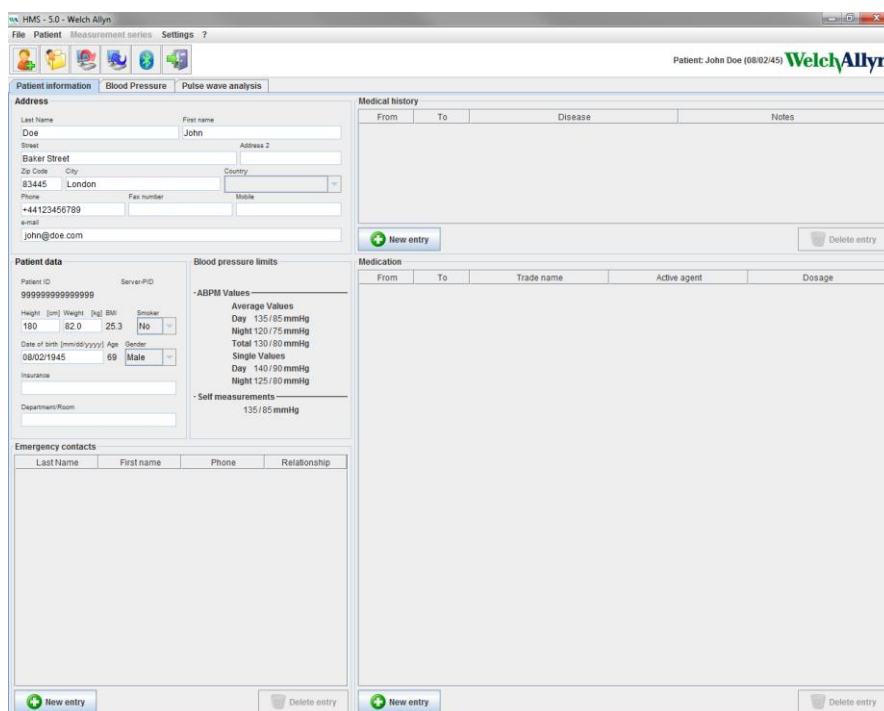 HMS - 5.0 - Welch Allyn
File Patient Measurement series Settings ?
Patient: John Doe (08/02/45) WelchAllyn
Patient information Blood Pressure Pulse wave analysis
Address
Last Name First name
Doe John
Street Address 2
Baker Street
Zip Code City Country
83445 London
Phone Fax number Mobile
+44123456789
e-mail
john@doe.com
Medical history
From To Disease Notes
New entry Delete entry
Patient data
Patient ID Server-PID
999999999999999
Height [cm] Weight [kg] BMI Smoker
180 82.0 25.3 No
Date of birth [mm/dd/yyyy] Age Gender
08/02/1945 69 Male
Insurance
Department/Room
Blood pressure limits
- ABPM Values
Average Values
Day 135/85 mmHg
Night 120/75 mmHg
Total 130/80 mmHg
Single Values
Day 140/90 mmHg
Night 125/80 mmHg
- Self measurements
135/85 mmHg
Medication
From To Trade name Active agent Dosage
Emergency contacts
Last Name First name Phone Relationship
New entry Delete entry
New entry Delete entry